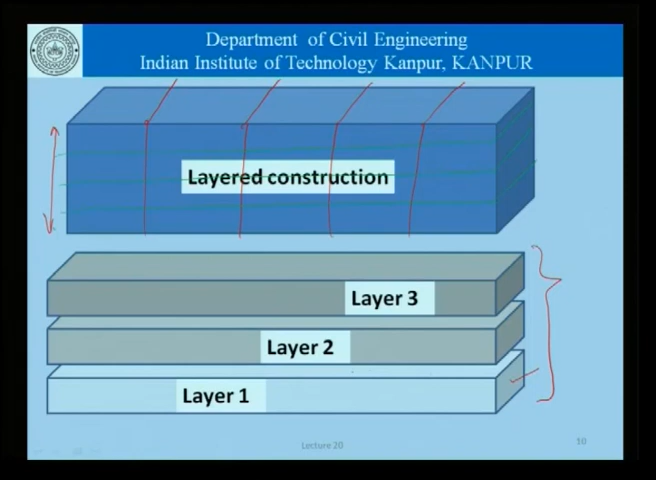 Department of Civil Engineering
Indian Institute of Technology Kanpur, KANPUR
Layered construction
Layer 3
Layer 2
Layer 1
Lecture 20
10